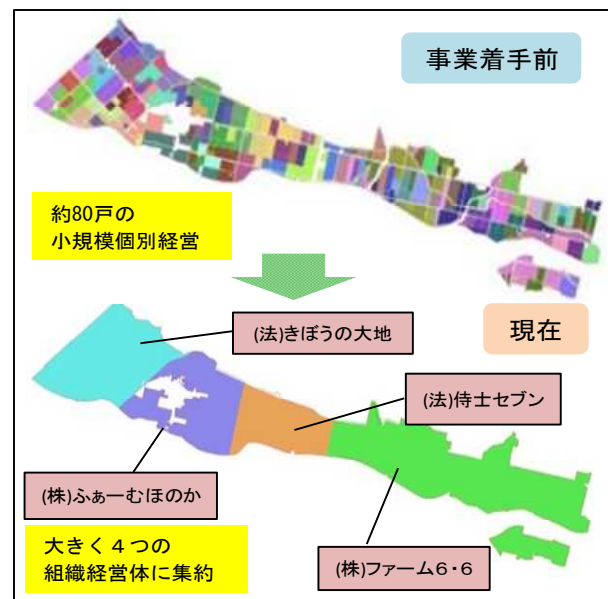 事業着手前
約80戸の
小規模個別経営
(法)きぼうの大地
現在
(法)侍士セブン
(株)ふぁーむほのか
大きく４つの
組織経営体に集約
(株)ファーム６・６